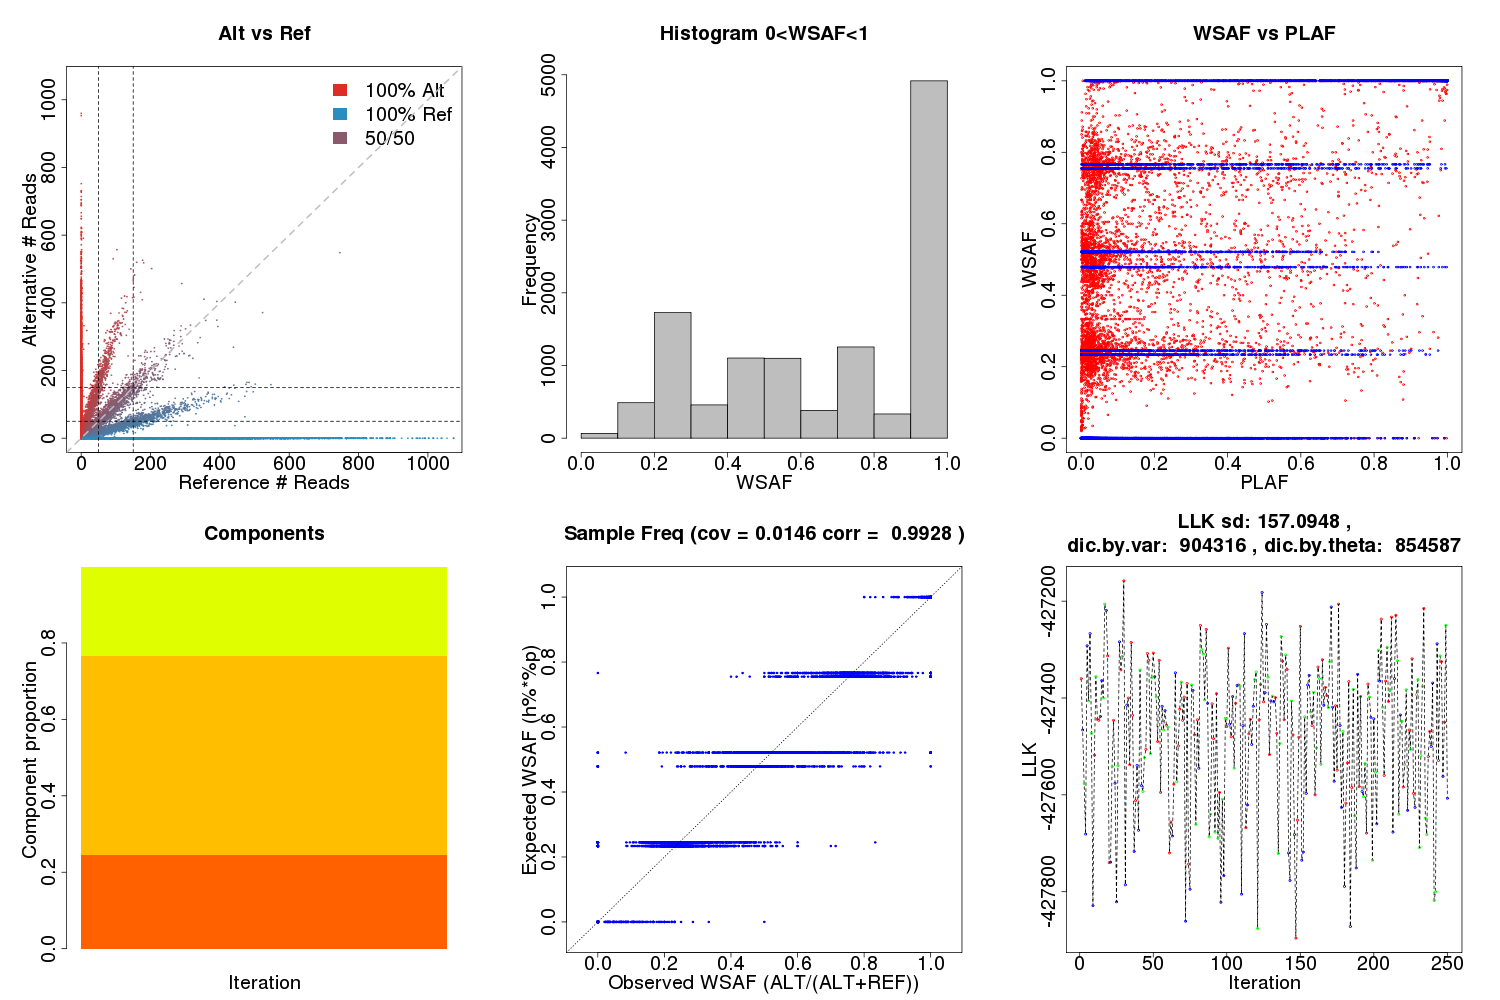 Alt vs Ref
100% Alt
100% Ref
50/50
Alternative # Reads
0 200 400 600 800 1000
0 200 400 600 800 1000
Reference # Reads
Histogram 0<WSAF<1
Frequency
0 1000 2000 3000 4000 5000
0.0 0.2 0.4 0.6 0.8 1.0
WSAF
WSAF vs PLAF
WSAF
0.0 0.2 0.4 0.6 0.8 1.0
0.0 0.2 0.4 0.6 0.8 1.0
PLAF
Components
Component proportion
0.0 0.2 0.4 0.6 0.8
Iteration
Sample Freq (cov = 0.0146 corr = 0.9928 )
Expected WSAF (h%*%p)
0.0 0.2 0.4 0.6 0.8 1.0
0.0 0.2 0.4 0.6 0.8 1.0
Observed WSAF (ALT/(ALT+REF))
LLK sd: 157.0948 ,
dic.by.var: 904316 , dic.by.theta: 854587
LLK
-427800 -427600 -427400 -427200
0 50 100 150 200 250
Iteration